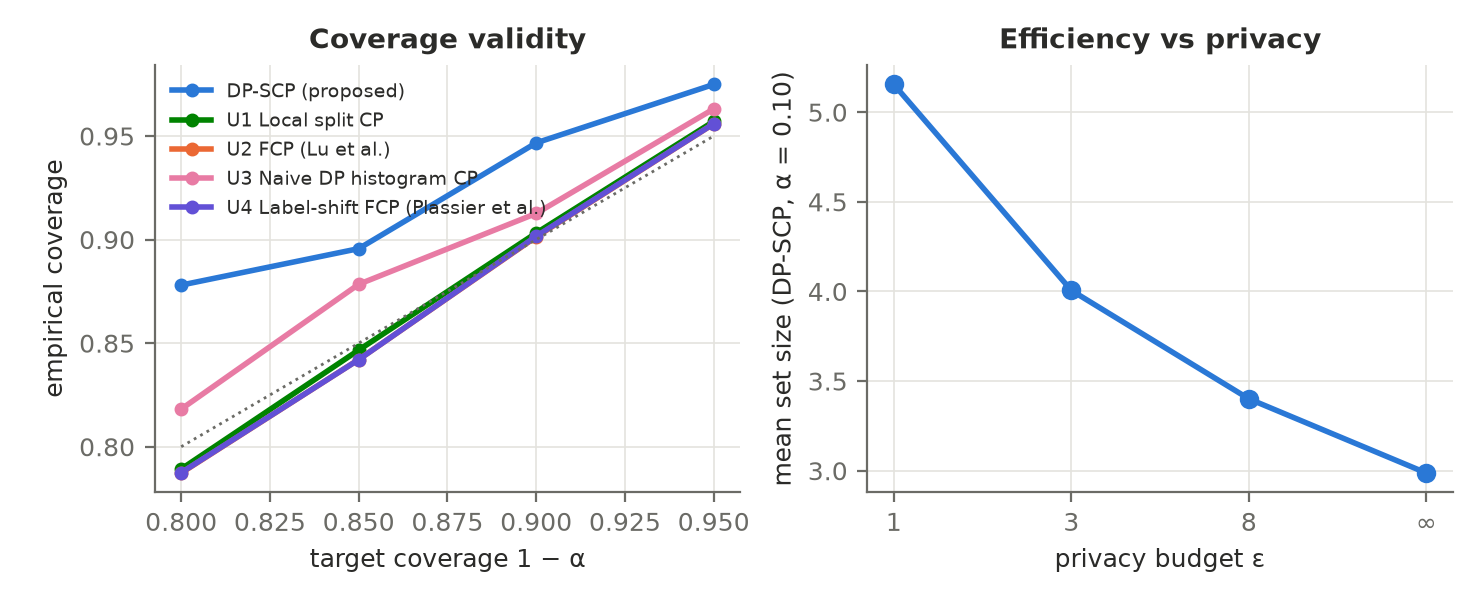 Coverage validity
DP-SCP (proposed)
U1 Local split CP
U2 FCP (Lu et al.)
U3 Naive DP histogram CP
U4 Label-shift FCP (Plassier et al.)
empirical coverage
0.95
0.90
0.85
0.80
0.800 0.825 0.850 0.875 0.900 0.925 0.950
target coverage 1 − α
Efficiency vs privacy
mean set size (DP-SCP, α = 0.10)
5.0
4.5
4.0
3.5
3.0
1 3 8 ∞
privacy budget ε